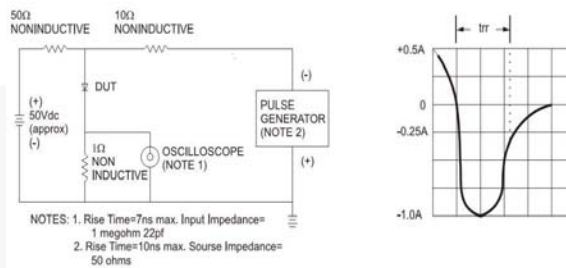 50Ω
NONINDUCTIVE
10Ω
NONINDUCTIVE
DUT
(+)
50Vdc
(approx)
(-)
1Ω
NON
INDUCTIVE
OSCILLOSCOPE
(NOTE 1)
(-)
PULSE
GENERATOR
(NOTE 2)
(+)
NOTES: 1. Rise Time=7ns max. Input Impedance=
1 megohm 22pf
2. Rise Time=10ns max. Sourse Impedance=
50 ohms
trr
+0.5A
0
-0.25A
-1.0A